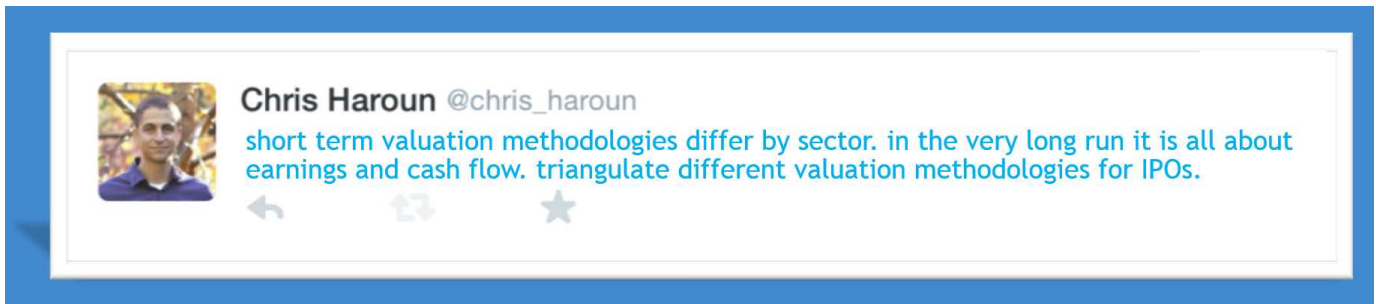 Chris Haroun @chris_haroun
short term valuation methodologies differ by sector. in the very long run it is all about
earnings and cash flow. triangulate different valuation methodologies for IPOs.